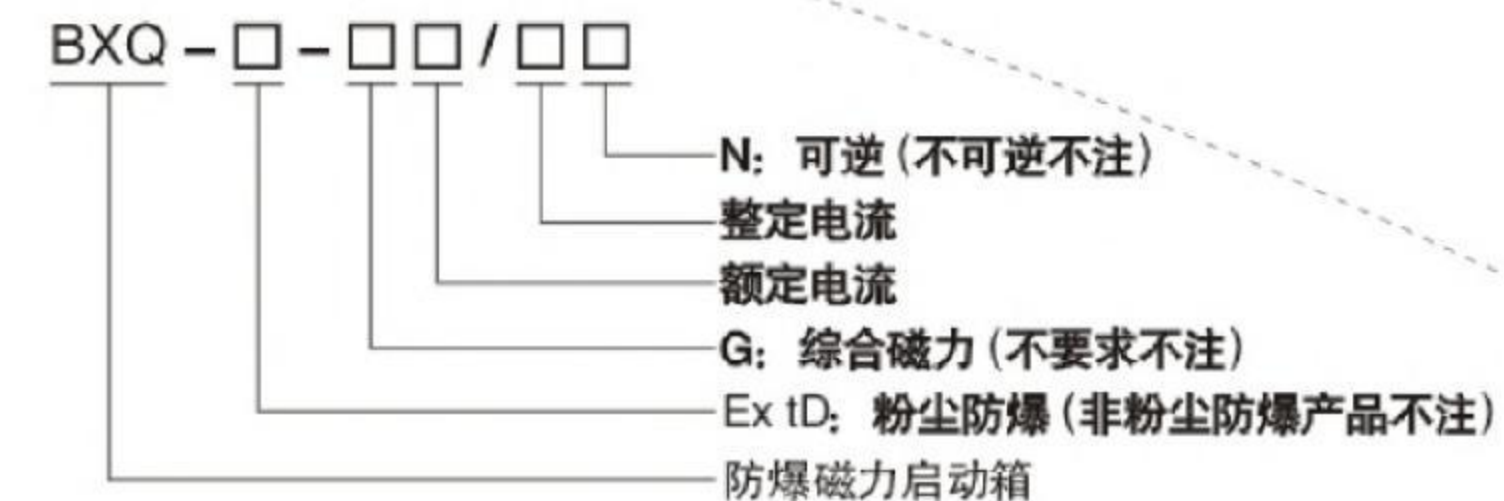 BXQ-□-□□/□□
N：可逆(不可逆不注)
整定电流
额定电流
G：综合磁力(不要求不注)
Ex tD：粉尘防爆(非粉尘防爆产品不注)
防爆磁力启动箱